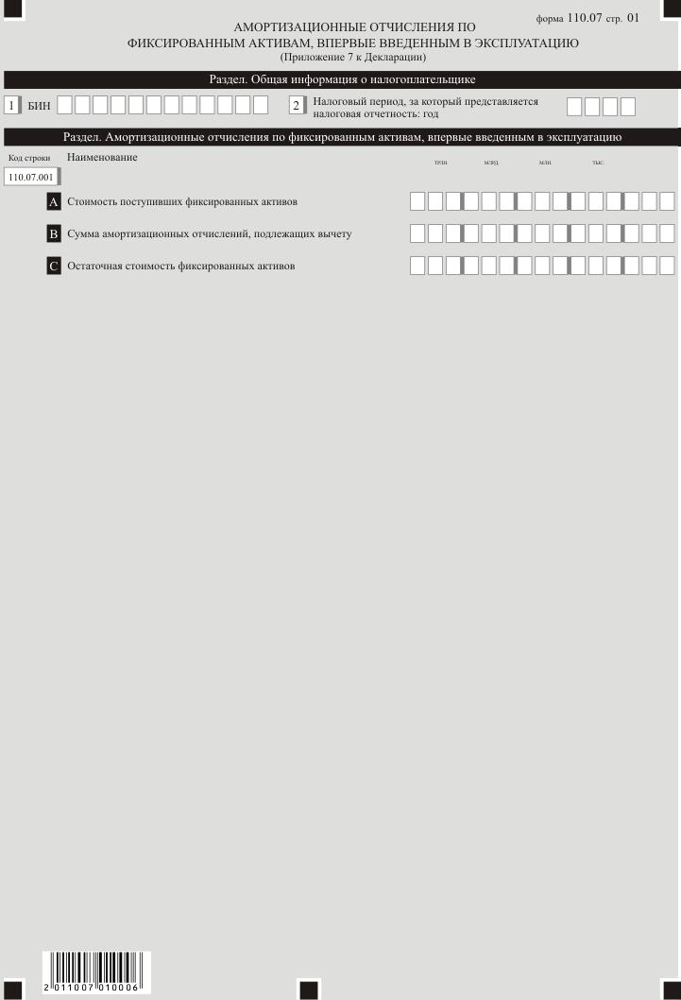 форма 110.07 стр. 01
АМОРТИЗАЦИОННЫЕ ОТЧИСЛЕНИЯ ПО
ФИКСИРОВАННЫМ АКТИВАМ, ВПЕРВЫЕ ВВЕДЕННЫМ В ЭКСПЛУАТАЦИЮ
(Приложение 7 к Декларации)
Раздел. Общая информация о налогоплательщике
1 БИН 2 Налоговый период, за который представляется
налоговая отчетность: год
Раздел. Амортизационные отчисления по фиксированным активам, впервые введенным в эксплуатацию
Код строки Наименование трлн. млрд. млн. тыс.
110.07.001
A Стоимость поступивших фиксированных активов
B Сумма амортизационных отчислений, подлежащих вычету
C Остаточная стоимость фиксированных активов
2 011007 010006